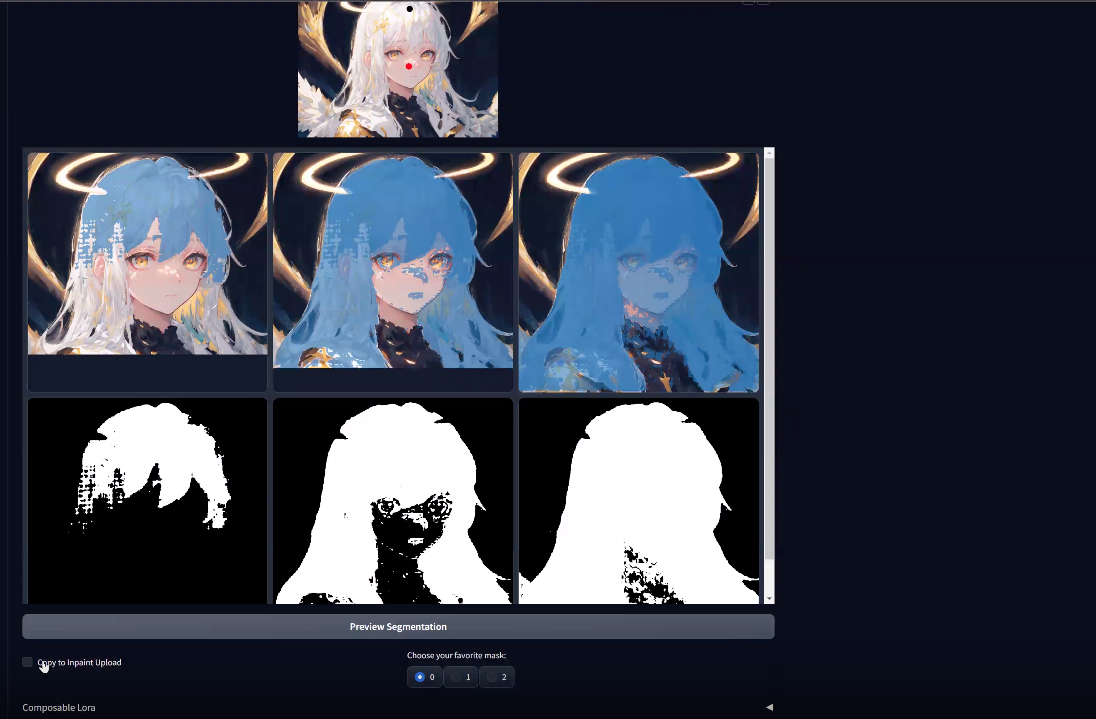 Preview Segmentation
Copy to Inpaint Upload
Choose your favorite mask:
0 1 2
Composable Lora